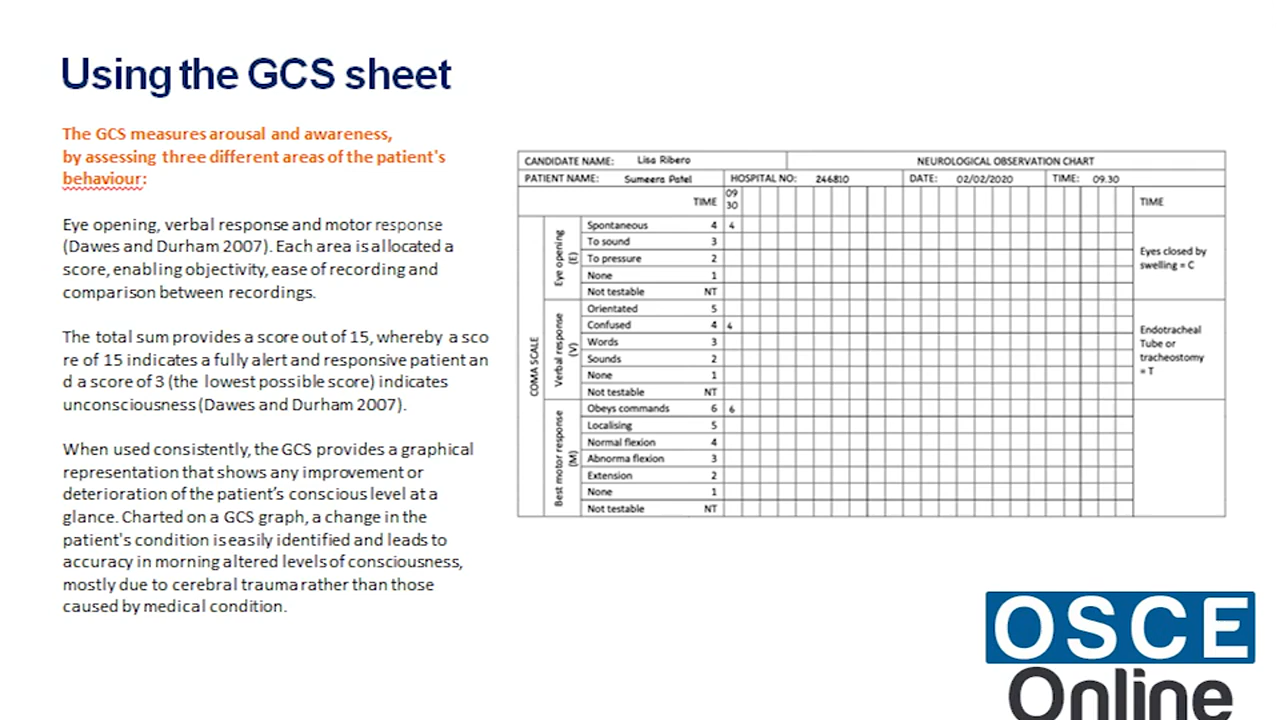 Using the GCS sheet
The GCS measures arousal and awareness,
by assessing three different areas of the patient's
behaviour:
Eye opening, verbal response and motor response
(Dawes and Durham 2007). Each area is allocated a
score, enabling objectivity, ease of recording and
comparison between recordings.
The total sum provides a score out of 15, whereby a sco
re of 15 indicates a fully alert and responsive patient an
d a score of 3 (the lowest possible score) indicates
unconsciousness (Dawes and Durham 2007).
When used consistently, the GCS provides a graphical
representation that shows any improvement or
deterioration of the patient's conscious level at a
glance. Charted on a GCS graph, a change in the
patient's condition is easily identified and leads to
accuracy in morning altered levels of consciousness,
mostly due to cerebral trauma rather than those
caused by medical condition.
CANDIDATE NAME: Lisa Ribero NEUROLOGICAL OBSERVATION CHART
PATIENT NAME: Sumeera Patel HOSPITAL NO: 246810 DATE: 02/02/2020 TIME: 09.30
TIME 09 30 TIME
COMA SCALE
Eye opening (E)
Spontaneous 4 4
To sound 3
To pressure 2
None 1
Not testable NT
Eyes closed by
swelling = C
Verbal response (V)
Orientated 5
Confused 4 4
Words 3
Sounds 2
None 1
Not testable NT
Endotracheal
Tube or
tracheostomy
= T
Best motor response (M)
Obeys commands 6 6
Localising 5
Normal flexion 4
Abnorma flexion 3
Extension 2
None 1
Not testable NT
OSCE
Online